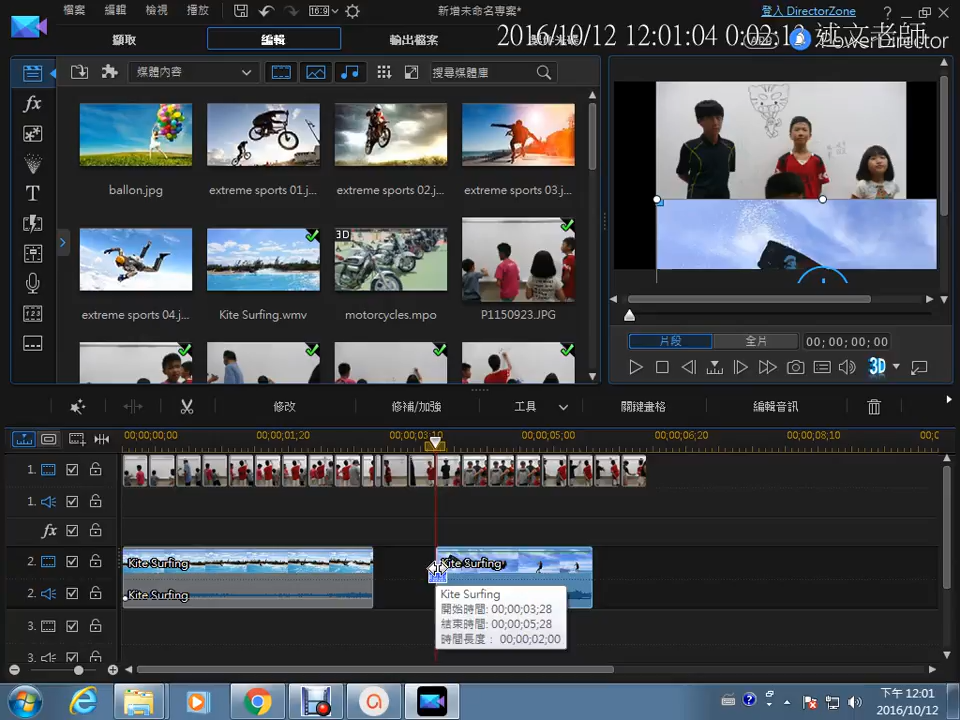 檔案 編輯 檢視 播放 16:9 新增未命名專案* 登入 DirectorZone ?
擷取 編輯 輸出檔案
2016/10/12 12:01:04 0:02:12
PowerDirector
媒體內容 搜尋媒體庫
fx
T
ballon.jpg extreme sports 01.j... extreme sports 02.j... extreme sports 03.j...
3D
extreme sports 04.j... Kite Surfing.wmv motorcycles.mpo P1150923.JPG
片段 全片 00; 00; 00; 00
3D
修改 修補/加強 工具 關鍵畫格 編輯音訊
00;00;00;00 00;00;01;20 00;00;03;10 00;00;05;00 00;00;06;20 00;00;08;10 00;0
1.
1.
fx
2. Kite Surfing Kite Surfing
2. Kite Surfing
Kite Surfing
開始時間: 00;00;03;28
結束時間: 00;00;05;28
時間長度： 00;00;02;00
3.
3.
下午 12:01
2016/10/12